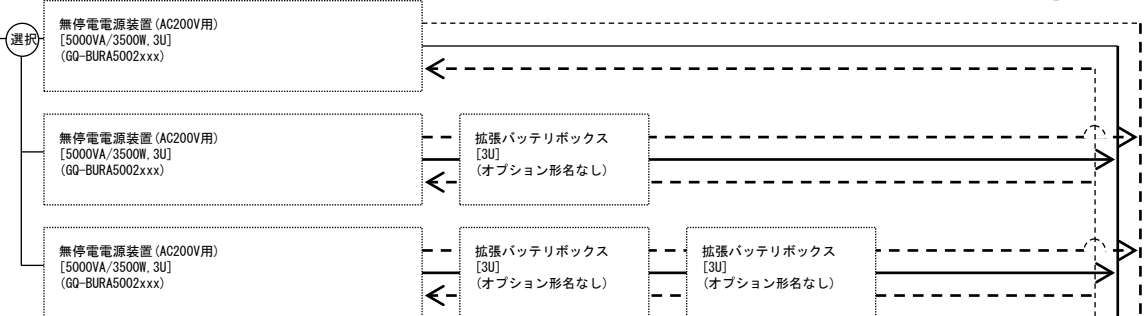 選択
無停電電源装置(AC200V用)
[5000VA/3500W,3U]
(GQ-BURA5002xxx)
無停電電源装置(AC200V用)
[5000VA/3500W,3U]
(GQ-BURA5002xxx)
拡張バッテリボックス
[3U]
(オプション形名なし)
無停電電源装置(AC200V用)
[5000VA/3500W,3U]
(GQ-BURA5002xxx)
拡張バッテリボックス
[3U]
(オプション形名なし)
拡張バッテリボックス
[3U]
(オプション形名なし)